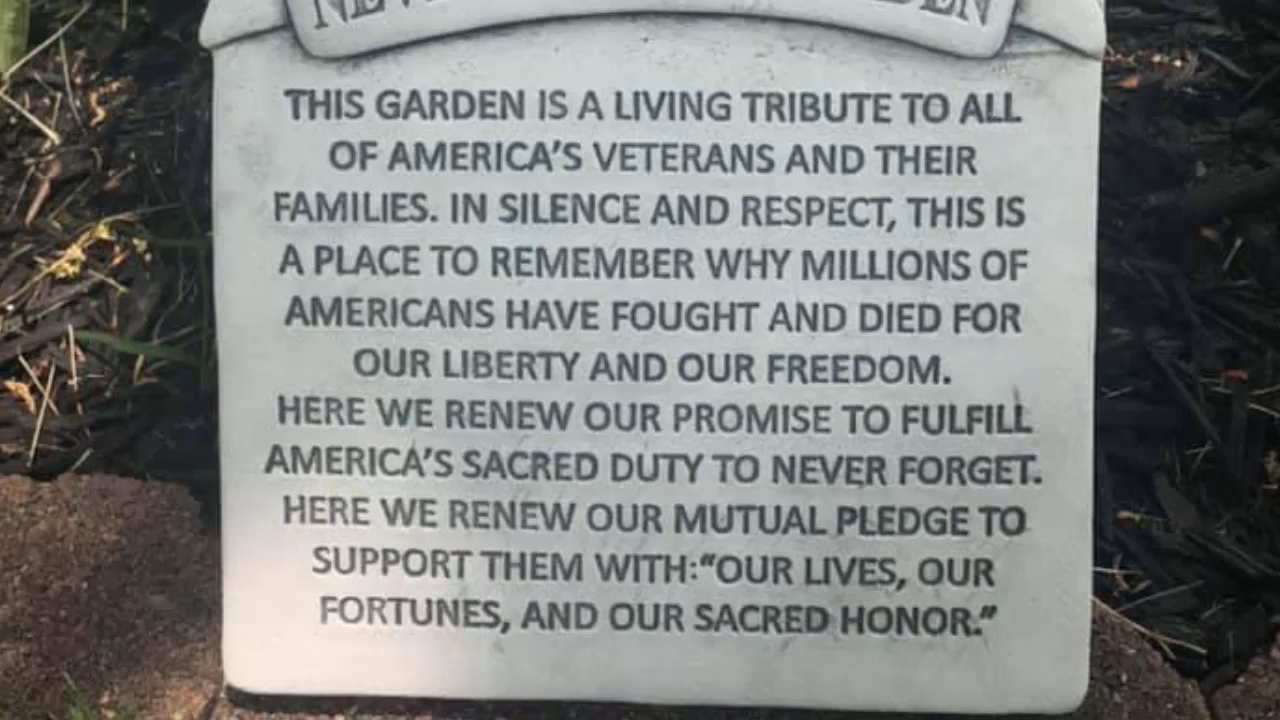 THIS GARDEN IS A LIVING TRIBUTE TO ALL
OF AMERICA'S VETERANS AND THEIR
FAMILIES. IN SILENCE AND RESPECT, THIS IS
A PLACE TO REMEMBER WHY MILLIONS OF
AMERICANS HAVE FOUGHT AND DIED FOR
OUR LIBERTY AND OUR FREEDOM.
HERE WE RENEW OUR PROMISE TO FULFILL
AMERICA'S SACRED DUTY TO NEVER FORGET.
HERE WE RENEW OUR MUTUAL PLEDGE TO
SUPPORT THEM WITH:“OUR LIVES, OUR
FORTUNES, AND OUR SACRED HONOR.”